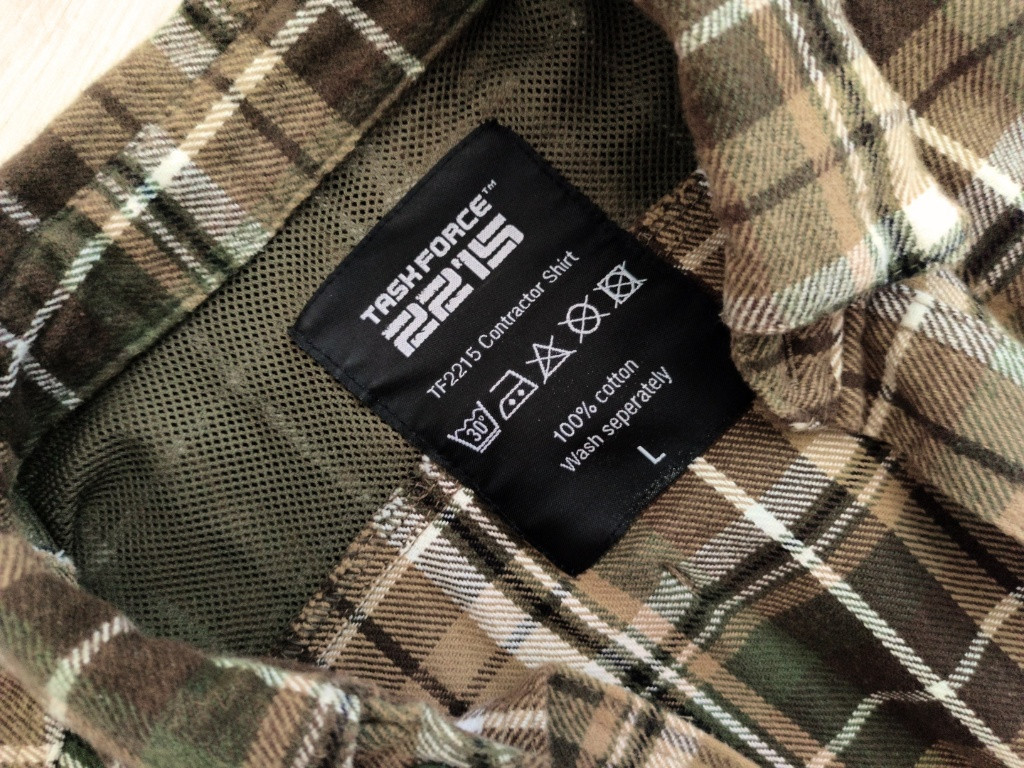 TASK FORCE™
2215
TF2215 Contractor Shirt
30°
100% cotton
Wash seperately
L